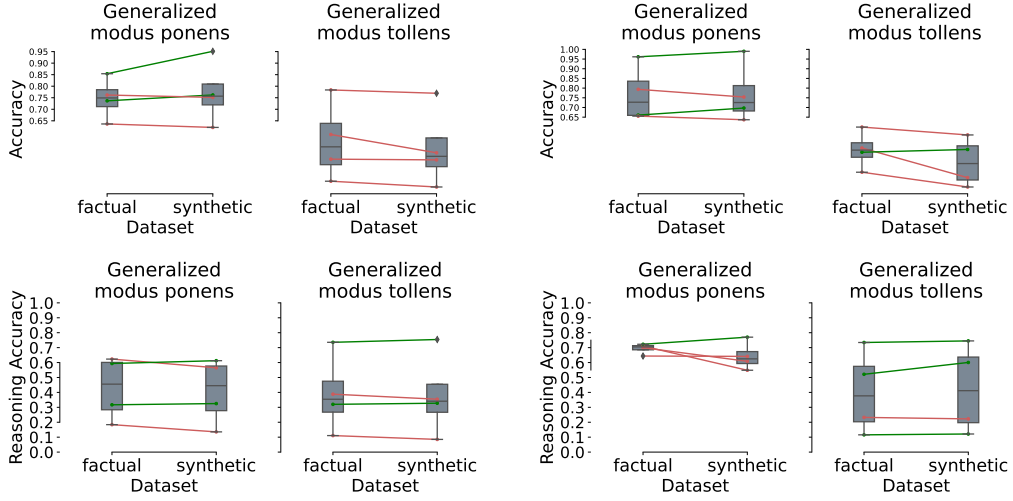 Generalized
modus ponens
Generalized
modus tollens
Generalized
modus ponens
Generalized
modus tollens
Accuracy
0.95
0.90
0.85
0.80
0.75
0.70
0.65
factual
synthetic
Dataset
factual
synthetic
Dataset
Accuracy
1.00
0.95
0.90
0.85
0.80
0.75
0.70
0.65
factual
synthetic
Dataset
factual
synthetic
Dataset
Generalized
modus ponens
Generalized
modus tollens
Generalized
modus ponens
Generalized
modus tollens
Reasoning Accuracy
1.0
0.9
0.8
0.7
0.6
0.5
0.4
0.3
0.2
0.1
0.0
factual
synthetic
Dataset
factual
synthetic
Dataset
Reasoning Accuracy
1.0
0.9
0.8
0.7
0.6
0.5
0.4
0.3
0.2
0.1
0.0
factual
synthetic
Dataset
factual
synthetic
Dataset